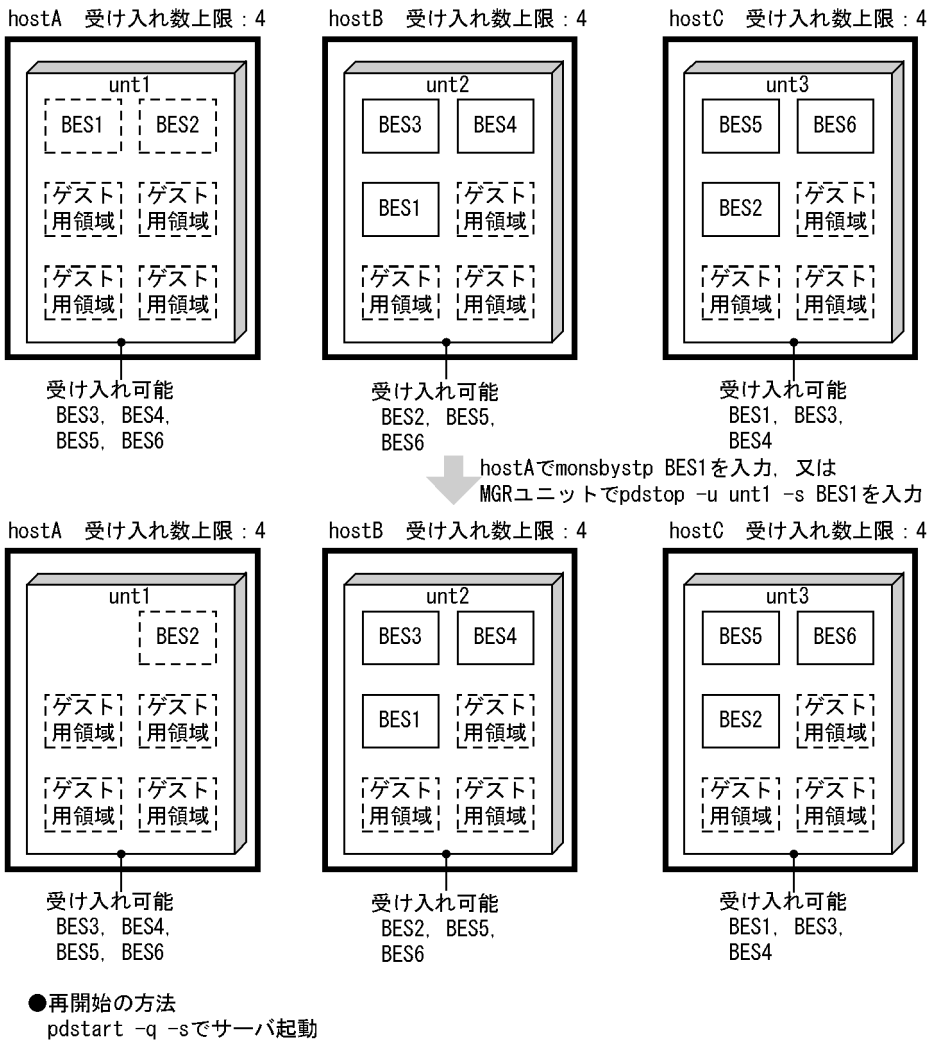 hostA 受け入れ数上限：4
hostB 受け入れ数上限：4
hostC 受け入れ数上限：4
unt1
BES1
BES2
ゲスト
用領域
ゲスト
用領域
ゲスト
用領域
ゲスト
用領域
unt2
BES3
BES4
BES1
ゲスト
用領域
ゲスト
用領域
ゲスト
用領域
unt3
BES5
BES6
BES2
ゲスト
用領域
ゲスト
用領域
ゲスト
用領域
受け入れ可能
BES3，BES4，
BES5，BES6
受け入れ可能
BES2，BES5，
BES6
受け入れ可能
BES1，BES3，
BES4
hostAでmonsbystp BES1を入力，又は
MGRユニットでpdstop -u unt1 -s BES1を入力
hostA 受け入れ数上限：4
hostB 受け入れ数上限：4
hostC 受け入れ数上限：4
unt1
BES2
ゲスト
用領域
ゲスト
用領域
ゲスト
用領域
ゲスト
用領域
unt2
BES3
BES4
BES1
ゲスト
用領域
ゲスト
用領域
ゲスト
用領域
unt3
BES5
BES6
BES2
ゲスト
用領域
ゲスト
用領域
ゲスト
用領域
受け入れ可能
BES3，BES4，
BES5，BES6
受け入れ可能
BES2，BES5，
BES6
受け入れ可能
BES1，BES3，
BES4
●再開始の方法
pdstart -q -sでサーバ起動